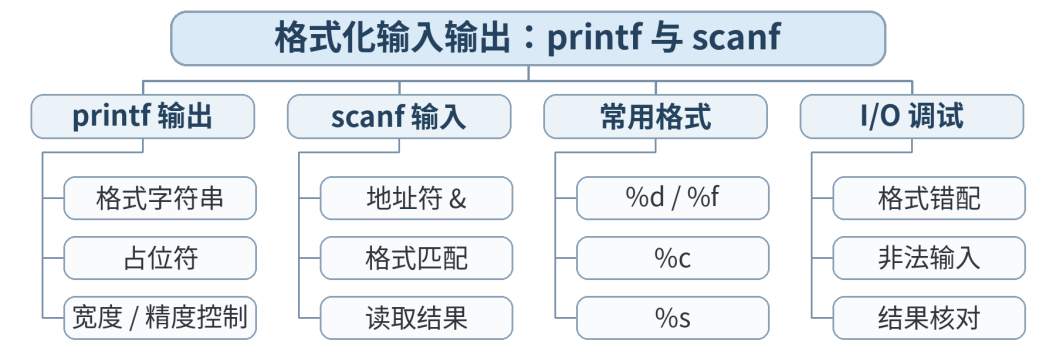 格式化输入输出：printf 与 scanf
printf 输出
格式字符串
占位符
宽度 / 精度控制
scanf 输入
地址符 &
格式匹配
读取结果
常用格式
%d / %f
%c
%s
I/O 调试
格式错配
非法输入
结果核对